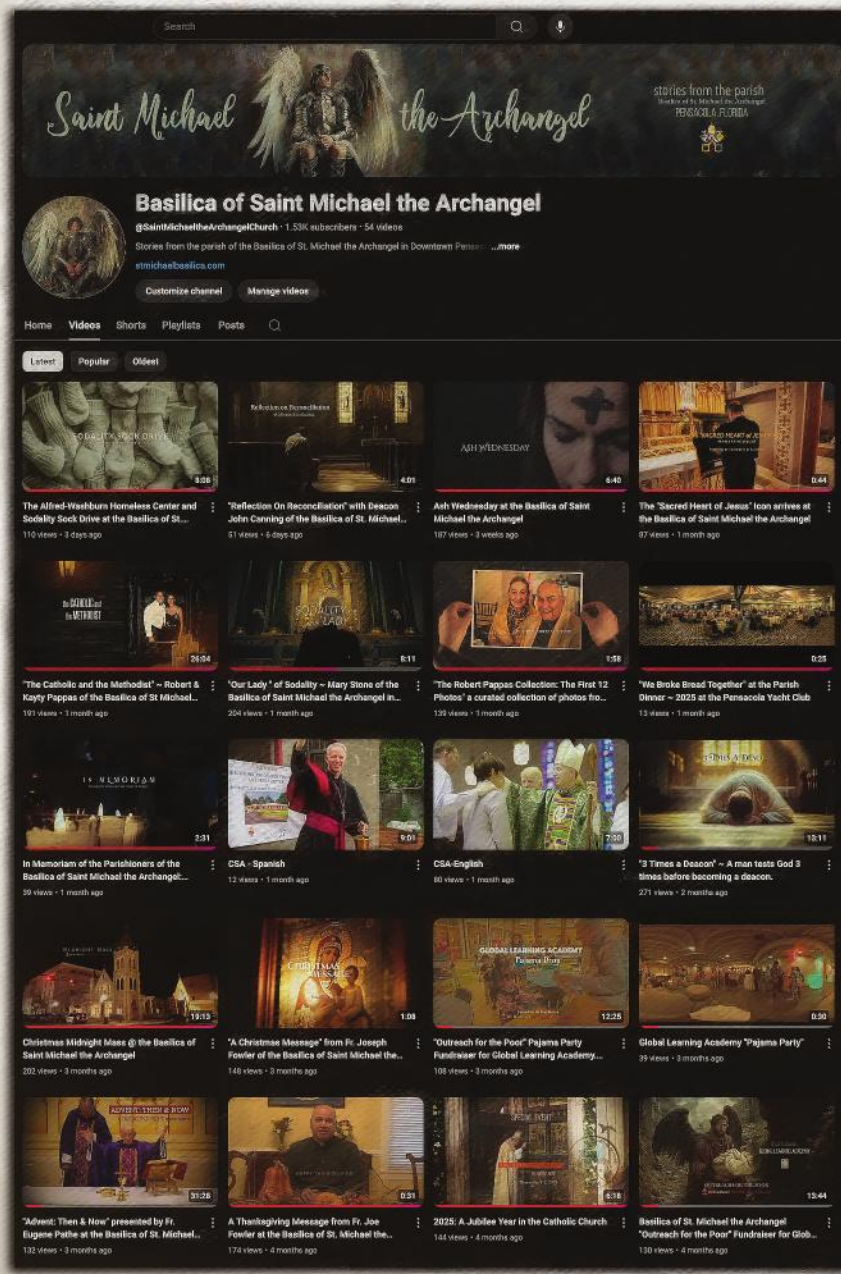 Search
Saint Michael the Archangel
stories from the parish
Basilica of St. Michael the Archangel
PENSACOLA, FLORIDA
Basilica of Saint Michael the Archangel
@SaintMichaeltheArchangelChurch · 1.53K subscribers · 54 videos
Stories from the parish of the Basilica of St. Michael the Archangel in Downtown ...more
stmichaelbasilica.com
Customize channel Manage videos
Home Videos Shorts Playlists Posts
Latest Popular Oldest
SODALITY SOCK DRIVE
8:08
Reflection on Reconciliation
4:01
ASH WEDNESDAY
6:40
0:44
The Alfred-Washburn Homeless Center and
Sodality Sock Drive at the Basilica of St....
110 views • 3 days ago
"Reflection On Reconciliation" with Deacon
John Canning of the Basilica of St. Michael...
51 views • 6 days ago
Ash Wednesday at the Basilica of Saint
Michael the Archangel
187 views • 3 weeks ago
The "Sacred Heart of Jesus" Icon arrives at
the Basilica of Saint Michael the Archangel
87 views • 1 month ago
the CATHOLIC and
the METHODIST
26:04
SODALITY
LADY
8:11
1:58
0:25
"The Catholic and the Methodist" ~ Robert &
Kayty Pappas of the Basilica of St Michael...
191 views • 1 month ago
"Our Lady " of Sodality ~ Mary Stone of the
Basilica of Saint Michael the Archangel in...
204 views • 1 month ago
"The Robert Pappas Collection: The First 12
Photos" a curated collection of photos fro...
139 views • 1 month ago
"We Broke Bread Together" at the Parish
Dinner ~ 2025 at the Pensacola Yacht Club
13 views • 1 month ago
IN MEMORIAM
2:31
9:01
7:00
3 TIMES A DEACON
13:11
In Memoriam of the Parishioners of the
Basilica of Saint Michael the Archangel:...
59 views • 1 month ago
CSA - Spanish
12 views • 1 month ago
CSA-English
80 views • 1 month ago
"3 Times a Deacon" ~ A man tests God 3
times before becoming a deacon.
271 views • 2 months ago
MIDNIGHT MASS
19:13
CHRISTMAS
MESSAGE
1:08
GLOBAL LEARNING ACADEMY
Pajama Drive
12:25
0:30
Christmas Midnight Mass @ the Basilica of
Saint Michael the Archangel
202 views • 3 months ago
"A Christmas Message" from Fr. Joseph
Fowler of the Basilica of Saint Michael the...
148 views • 3 months ago
"Outreach for the Poor" Pajama Party
Fundraiser for Global Learning Academy....
108 views • 3 months ago
Global Learning Academy "Pajama Party"
39 views • 3 months ago
ADVENT: THEN & NOW
31:28
0:31
SPECIAL EVENT
6:18
GLOBAL LEARNING ACADEMY
13:44
"Advent: Then & Now" presented by Fr.
Eugene Pathe at the Basilica of St. Michael...
132 views • 3 months ago
A Thanksgiving Message from Fr. Joe
Fowler at the Basilica of St. Michael the...
174 views • 4 months ago
2025: A Jubilee Year in the Catholic Church
144 views • 4 months ago
Basilica of St. Michael the Archangel
"Outreach for the Poor" Fundraiser for Glob...
130 views • 4 months ago